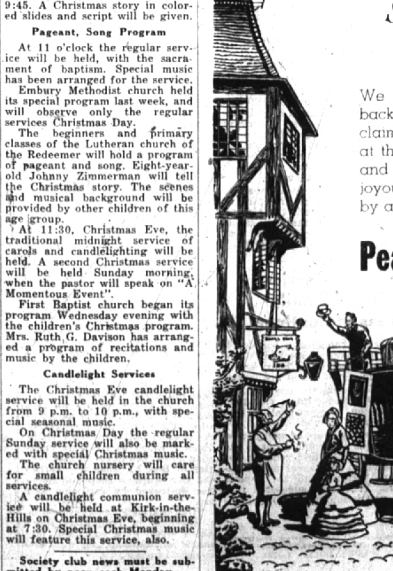 9:45. A Christmas story in color-
ed slides and script will be given.
Pageant, Song Program
At 11 o'clock the regular serv-
ice will be held, with the sacra-
ment of baptism. Special music
has been arranged for the service.
Embury Methodist church held
its special program last week, and
will observe only the regular
services Christmas Day.
The beginners and primary
classes of the Lutheran church of
the Redeemer will hold a program
of pageant and song. Eight-year-
old Johnny Zimmerman will tell
the Christmas story. The scenes
and musical background will be
provided by other children of this
age group.
At 11:30, Christmas Eve, the
traditional midnight service of
carols and candlelighting will be
held. A second Christmas service
will be held Sunday morning,
when the pastor will speak on "A
Momentous Event".
First Baptist church began its
program Wednesday evening with
the children's Christmas program.
Mrs. Ruth G. Davison has arrang-
ed a program of recitations and
music by the children.
Candlelight Services
The Christmas Eve candlelight
service will be held in the church
from 9 p.m. to 10 p.m., with spe-
cial seasonal music.
On Christmas Day the regular
Sunday service will also be mark-
ed with special Christmas music.
The church nursery will care
for small children during all
services.
A candlelight communion serv-
ice will be held at Kirk-in-the-
Hills on Christmas Eve, beginning
at 7:30. Special Christmas music
will feature this service, also.
Society club news must be sub-
We
back
claim
at th
and
joyou
by a
Pea